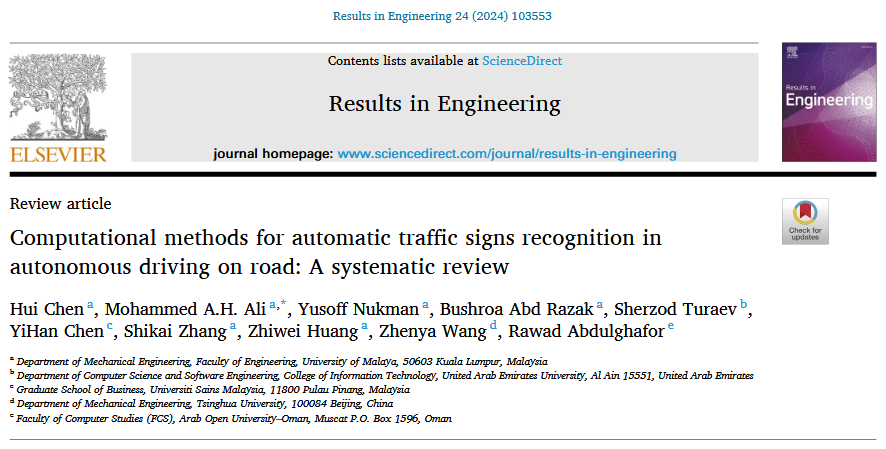 Results in Engineering 24 (2024) 103553
Contents lists available at ScienceDirect
Results in Engineering
journal homepage: www.sciencedirect.com/journal/results-in-engineering
ELSEVIER
Results in
Engineering
Review article
Check for
updates
Computational methods for automatic traffic signs recognition in
autonomous driving on road: A systematic review
Hui Chen a, Mohammed A.H. Ali a,*, Yusoff Nukman a, Bushroa Abd Razak a, Sherzod Turaev b,
YiHan Chen c, Shikai Zhang a, Zhiwei Huang a, Zhenya Wang d, Rawad Abdulghafor e
a Department of Mechanical Engineering, Faculty of Engineering, University of Malaya, 50603 Kuala Lumpur, Malaysia
b Department of Computer Science and Software Engineering, College of Information Technology, United Arab Emirates University, Al Ain 15551, United Arab Emirates
c Graduate School of Business, Universiti Sains Malaysia, 11800 Pulau Pinang, Malaysia
d Department of Mechanical Engineering, Tsinghua University, 100084 Beijing, China
e Faculty of Computer Studies (FCS), Arab Open University–Oman, Muscat P.O. Box 1596, Oman